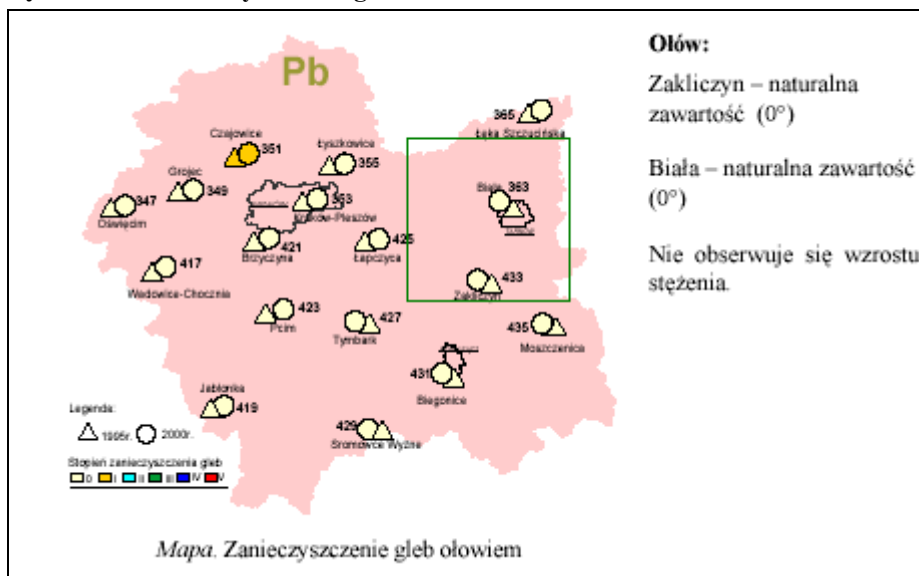 Pb
Ołów:
Zakliczyn – naturalna
zawartość (0°)
Biała – naturalna zawartość
(0°)
Nie obserwuje się wzrostu
stężenia.
365
Łęka Szczucińska
Czajowice
351
Łyszkowice
355
Grojec
349
347
Oświęcim
353
Kraków-Pleszów
Biała
363
421
Brzyczyna
425
Łapczyca
417
Wadowice-Chocznia
433
Zakliczyn
423
Pcim
427
Tymbark
435
Moszczenica
431
Biegonice
Jabłonka
419
429
Sromowce Wyżne
Legenda:
1995r. 2000r.
Stopień zanieczyszczenia gleb
0 I II III IV V
Mapa. Zanieczyszczenie gleb ołowiem